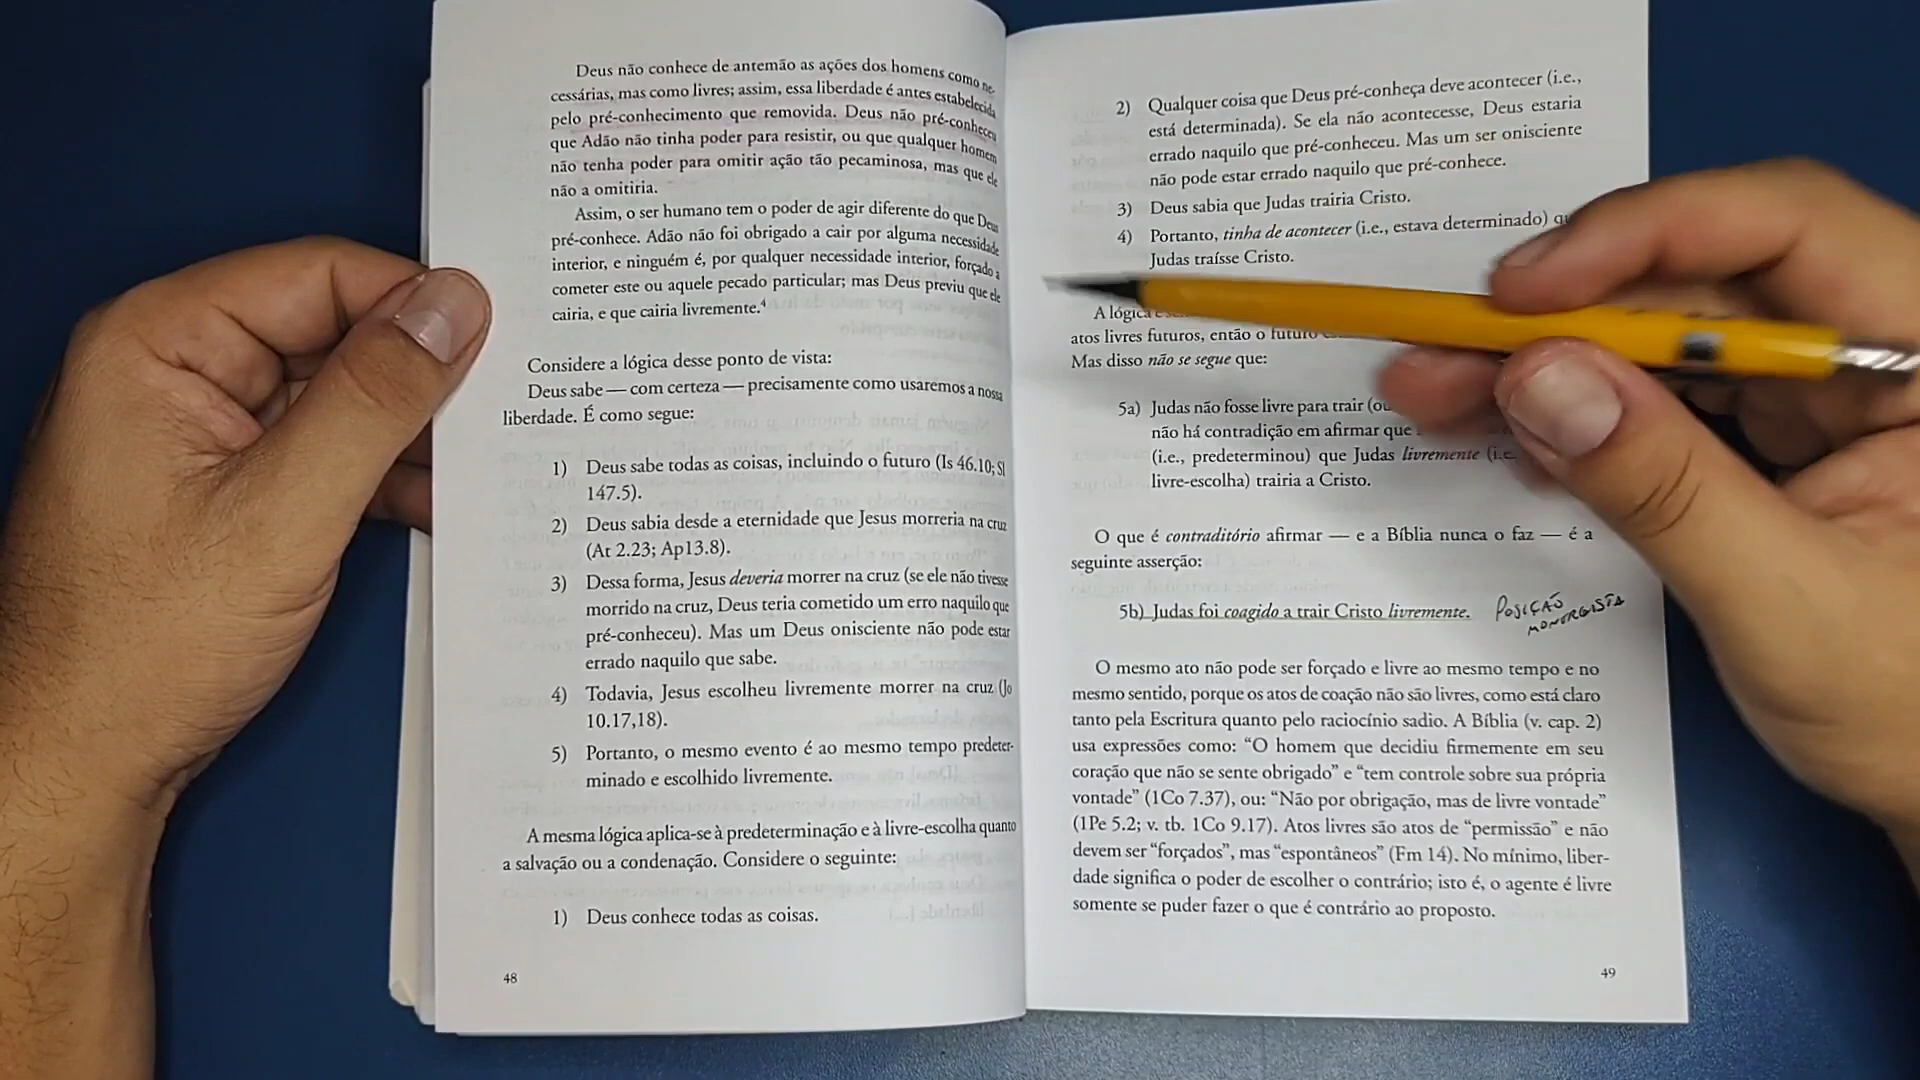 Deus não conhece de antemão as ações dos homens como ne-
cessárias, mas como livres; assim, essa liberdade é antes estabelecida
pelo pré-conhecimento que removida. Deus não pré-conheceu
que Adão não tinha poder para resistir, ou que qualquer homem
não tenha poder para omitir ação tão pecaminosa, mas que ele
não a omitiria.
Assim, o ser humano tem o poder de agir diferente do que Deus
pré-conhece. Adão não foi obrigado a cair por alguma necessidade
interior, e ninguém é, por qualquer necessidade interior, forçado a
cometer este ou aquele pecado particular; mas Deus previu que ele
cairia, e que cairia livremente.4
Considere a lógica desse ponto de vista:
Deus sabe — com certeza — precisamente como usaremos a nossa
liberdade. É como segue:
1) Deus sabe todas as coisas, incluindo o futuro (Is 46.10; Sl
147.5).
2) Deus sabia desde a eternidade que Jesus morreria na cruz
(At 2.23; Ap13.8).
3) Dessa forma, Jesus deveria morrer na cruz (se ele não tivesse
morrido na cruz, Deus teria cometido um erro naquilo que
pré-conheceu). Mas um Deus onisciente não pode estar
errado naquilo que sabe.
4) Todavia, Jesus escolheu livremente morrer na cruz (Jo
10.17,18).
5) Portanto, o mesmo evento é ao mesmo tempo predeter-
minado e escolhido livremente.
A mesma lógica aplica-se à predeterminação e à livre-escolha quanto
a salvação ou a condenação. Considere o seguinte:
1) Deus conhece todas as coisas.
48
2) Qualquer coisa que Deus pré-conheça deve acontecer (i.e.,
está determinada). Se ela não acontecesse, Deus estaria
errado naquilo que pré-conheceu. Mas um ser onisciente
não pode estar errado naquilo que pré-conhece.
3) Deus sabia que Judas trairia Cristo.
4) Portanto, tinha de acontecer (i.e., estava determinado)
Judas traísse Cristo.
A lógica
atos livres futuros, então o futuro
Mas disso não se segue que:
5a) Judas não fosse livre para trair
não há contradição em afirmar que
(i.e., predeterminou) que Judas livremente
livre-escolha) trairia a Cristo.
O que é contraditório afirmar — e a Bíblia nunca o faz — é a
seguinte asserção:
5b) Judas foi coagido a trair Cristo livremente. POSIÇÃO
MONERGISTA
O mesmo ato não pode ser forçado e livre ao mesmo tempo e no
mesmo sentido, porque os atos de coação não são livres, como está claro
tanto pela Escritura quanto pelo raciocínio sadio. A Bíblia (v. cap. 2)
usa expressões como: “O homem que decidiu firmemente em seu
coração que não se sente obrigado” e “tem controle sobre sua própria
vontade” (1Co 7.37), ou: “Não por obrigação, mas de livre vontade”
(1Pe 5.2; v. tb. 1Co 9.17). Atos livres são atos de “permissão” e não
devem ser “forçados”, mas “espontâneos” (Fm 14). No mínimo, liber-
dade significa o poder de escolher o contrário; isto é, o agente é livre
somente se puder fazer o que é contrário ao proposto.
49